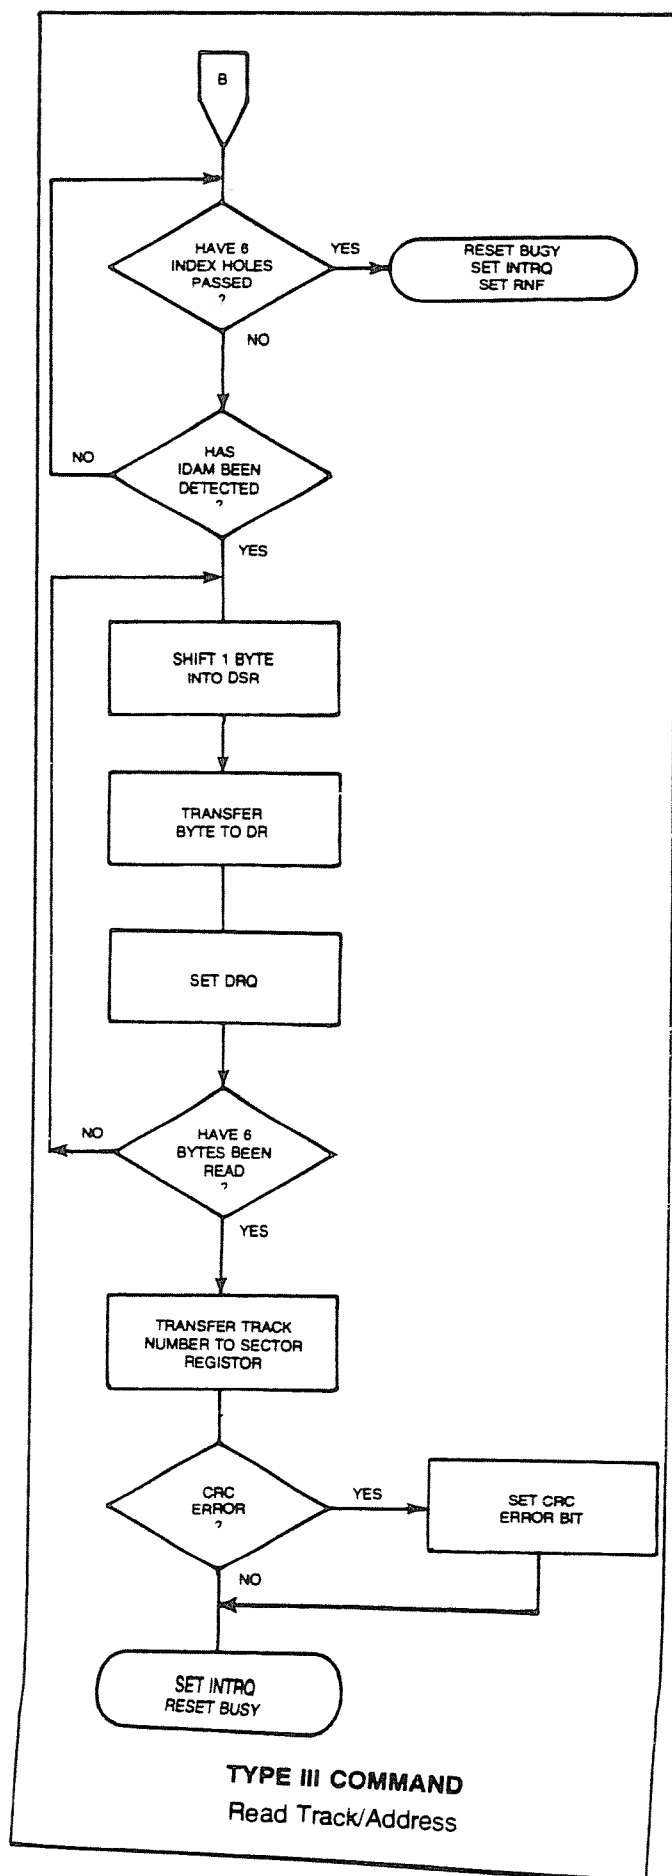 B
HAVE 6
INDEX HOLES
PASSED
?
YES
RESET BUSY
SET INTRQ
SET RNF
NO
HAS
IDAM BEEN
DETECTED
?
NO
YES
SHIFT 1 BYTE
INTO DSR
TRANSFER
BYTE TO DR
SET DRQ
HAVE 6
BYTES BEEN
READ
?
NO
YES
TRANSFER TRACK
NUMBER TO SECTOR
REGISTOR
CRC
ERROR
?
YES
SET CRC
ERROR BIT
NO
SET INTRQ
RESET BUSY
TYPE III COMMAND
Read Track/Address